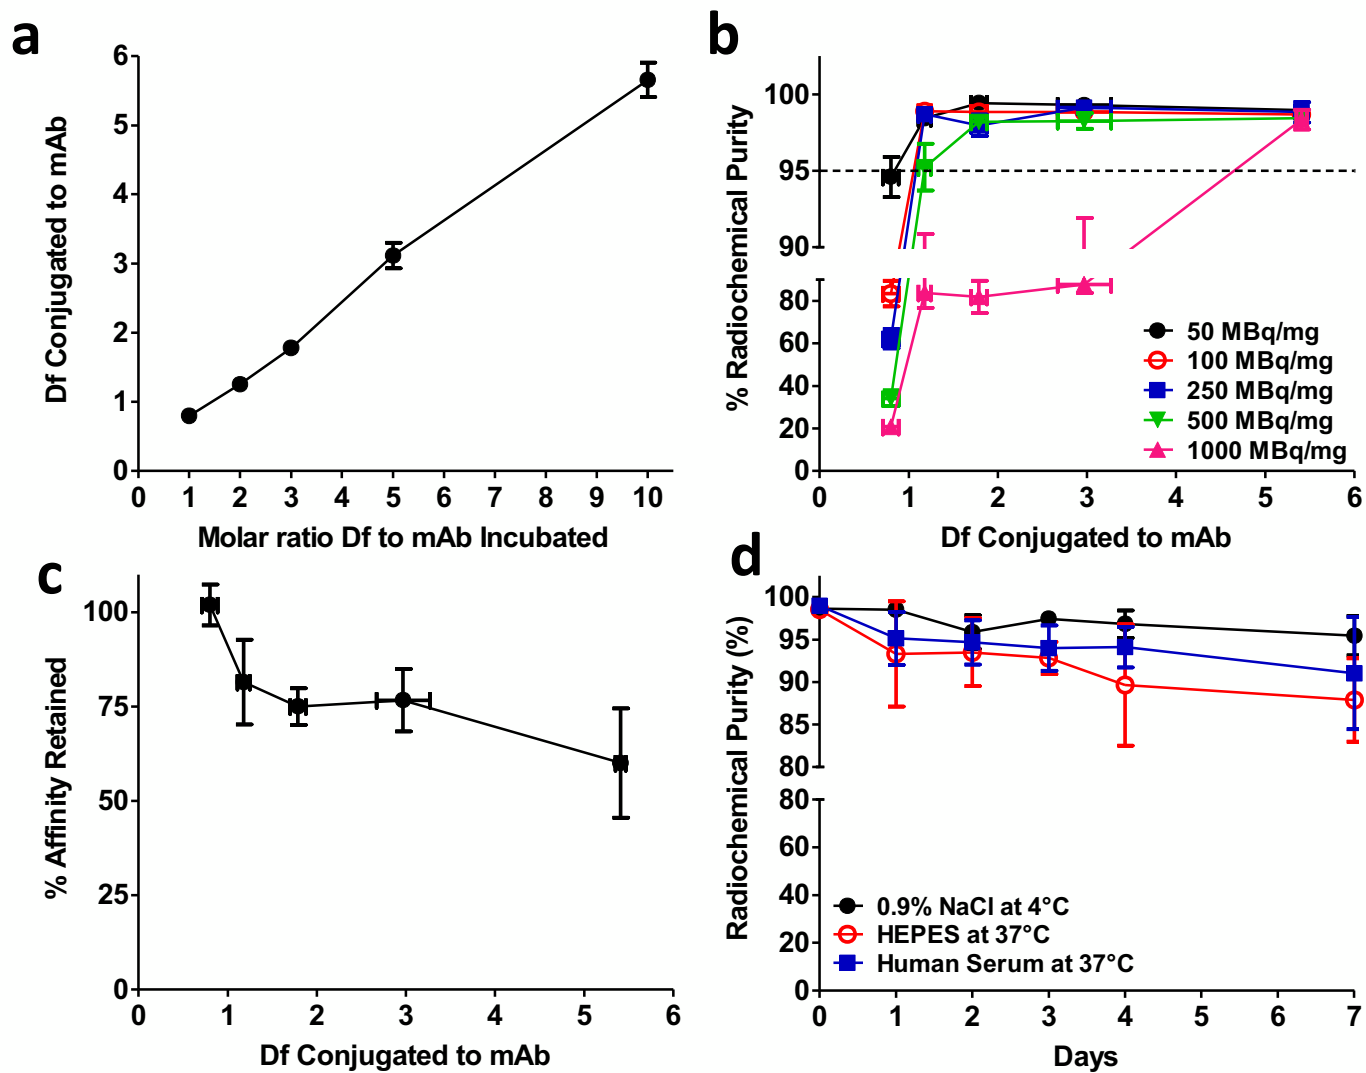 a
6
5
4
3
2
1
0
0 1 2 3 4 5 6 7 8 9 10
Df Conjugated to mAb
Molar ratio Df to mAb Incubated
b
100
95
90
80
60
40
20
0
0 1 2 3 4 5 6
% Radiochemical Purity
Df Conjugated to mAb
50 MBq/mg
100 MBq/mg
250 MBq/mg
500 MBq/mg
1000 MBq/mg
c
100
75
50
25
0
0 1 2 3 4 5 6
% Affinity Retained
Df Conjugated to mAb
d
100
95
90
85
80
80
60
40
20
0
0 1 2 3 4 5 6 7
Radiochemical Purity (%)
Days
0.9% NaCl at 4°C
HEPES at 37°C
Human Serum at 37°C